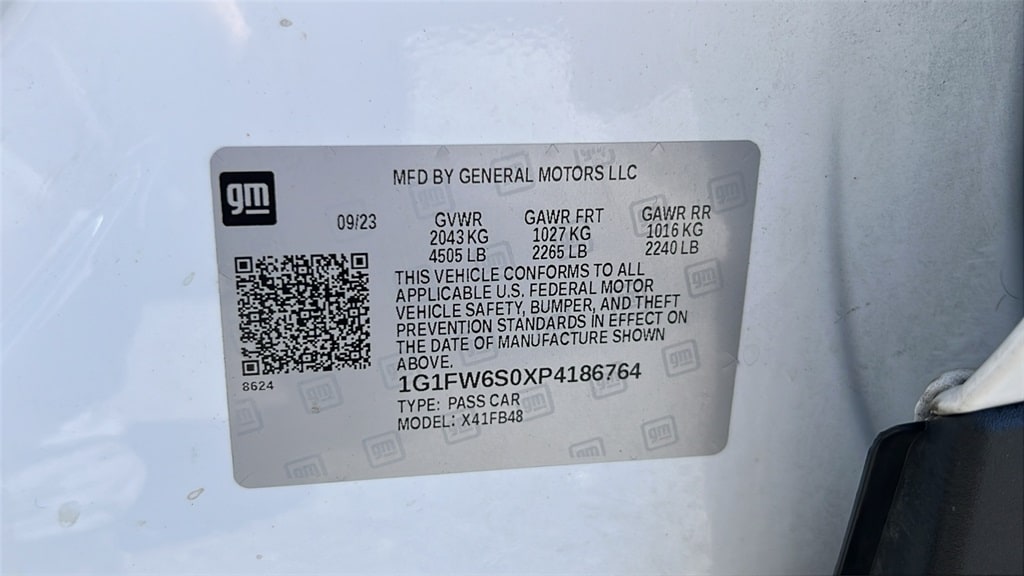 gm
MFD BY GENERAL MOTORS LLC
09/23 GVWR GAWR FRT GAWR RR
2043 KG 1027 KG 1016 KG
4505 LB 2265 LB 2240 LB
THIS VEHICLE CONFORMS TO ALL
APPLICABLE U.S. FEDERAL MOTOR
VEHICLE SAFETY, BUMPER, AND THEFT
PREVENTION STANDARDS IN EFFECT ON
THE DATE OF MANUFACTURE SHOWN
ABOVE.
8624
1G1FW6S0XP4186764
TYPE: PASS CAR
MODEL: X41FB48